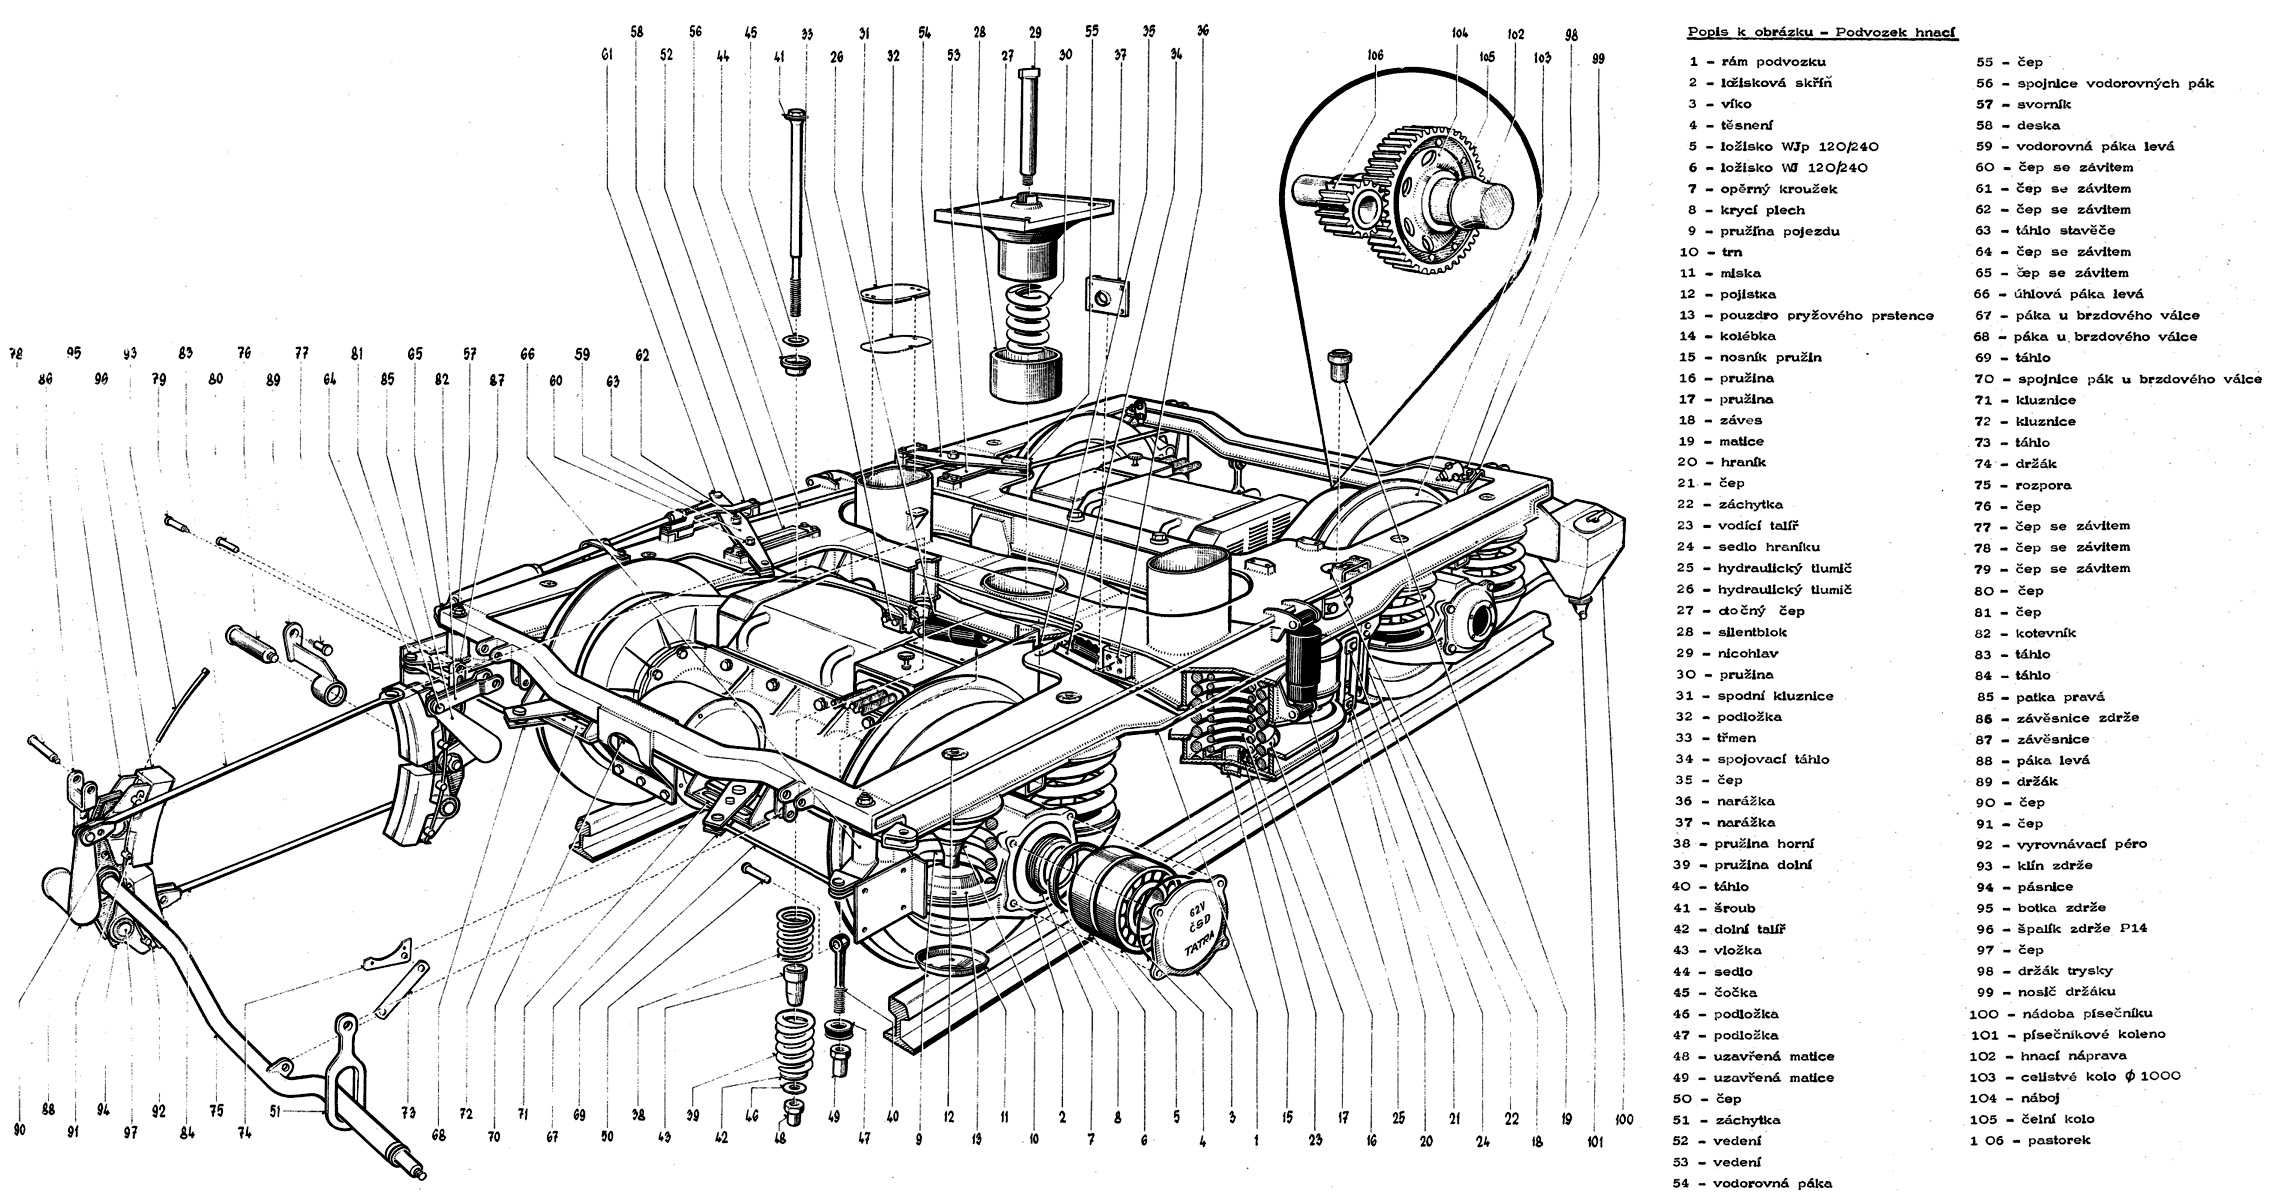 58 56 45 33 31 54 28 29 55 35 36 104 102 98
61 52 44 41 26 32 53 27 30 37 34 106 105 103 99
78 95 93 83 76 77 81 65 57 66 59 62
86 96 79 80 89 64 85 82 87 60 63
62V
ČSD
TATRA
88 94 92 75 51 73 72 71 69 38 39 46 49 40 12 11 2 8 5 3 15 17 25 21 22 19 100
90 91 97 84 74 68 70 67 50 43 42 48 47 9 13 10 7 6 4 1 23 16 20 24 18 101
Popis k obrázku - Podvozek hnací
1 - rám podvozku
2 - ložisková skříň
3 - víko
4 - těsnení
5 - ložisko WJp 120/240
6 - ložisko WJ 120/240
7 - opěrný kroužek
8 - krycí plech
9 - pružína pojezdu
10 - trn
11 - miska
12 - pojistka
13 - pouzdro pryžového prstence
14 - kolébka
15 - nosník pružin
16 - pružina
17 - pružina
18 - záves
19 - matice
20 - hraník
21 - čep
22 - záchytka
23 - vodící talíř
24 - sedlo hraníku
25 - hydraulický tlumič
26 - hydraulický tlumič
27 - otočný čep
28 - silentblok
29 - nicohlav
30 - pružina
31 - spodní kluznice
32 - podložka
33 - třmen
34 - spojovací táhlo
35 - čep
36 - narážka
37 - narážka
38 - pružina horní
39 - pružina dolní
40 - táhlo
41 - šroub
42 - dolní talíř
43 - vložka
44 - sedlo
45 - čočka
46 - podložka
47 - podložka
48 - uzavřená matice
49 - uzavřená matice
50 - čep
51 - záchytka
52 - vedení
53 - vedení
54 - vodorovná páka
55 - čep
56 - spojnice vodorovných pák
57 - svorník
58 - deska
59 - vodorovná páka levá
60 - čep se závitem
61 - čep se závitem
62 - čep se závitem
63 - táhlo stavěče
64 - čep se závitem
65 - čep se závitem
66 - úhlová páka levá
67 - páka u brzdového válce
68 - páka u brzdového válce
69 - táhlo
70 - spojnice pák u brzdového válce
71 - kluznice
72 - kluznice
73 - táhlo
74 - držák
75 - rozpora
76 - čep
77 - čep se závitem
78 - čep se závitem
79 - čep se závitem
80 - čep
81 - čep
82 - kotevník
83 - táhlo
84 - táhlo
85 - patka pravá
86 - závěsnice zdrže
87 - závěsnice
88 - páka levá
89 - držák
90 - čep
91 - čep
92 - vyrovnávací péro
93 - klín zdrže
94 - pásnice
95 - botka zdrže
96 - špalík zdrže P14
97 - čep
98 - držák trysky
99 - nosič držáku
100 - nádoba písečníku
101 - písečníkové koleno
102 - hnací náprava
103 - celistvé kolo ϕ 1000
104 - náboj
105 - čelní kolo
1 06 - pastorek